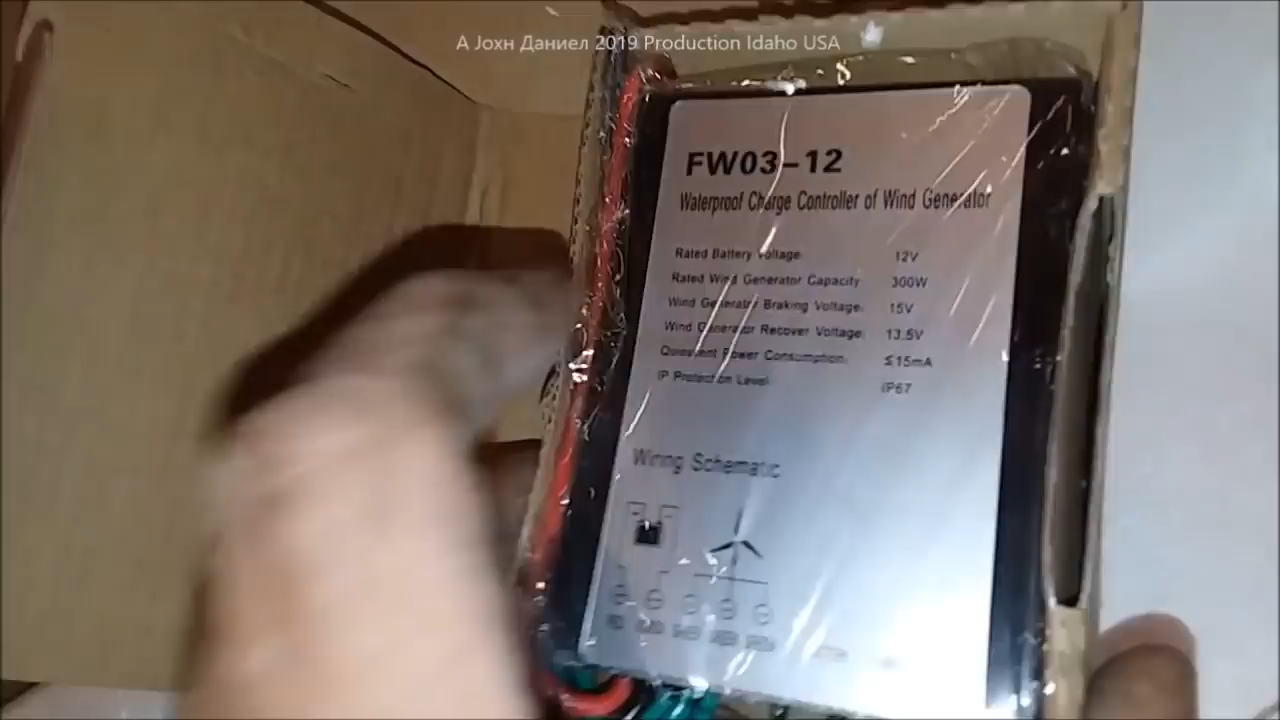 А Јохн Даниел 2019 Production Idaho USA
FW03-12
Waterproof Charge Controller of Wind Generator
Rated Battery Voltage: 12V
Rated Wind Generator Capacity 300W
Wind Generator Braking Voltage: 15V
Wind Generator Recover Voltage: 13.5V
Quiescent Power Consumption: ≤15mA
IP Protection Level: IP67
Wiring Schematic